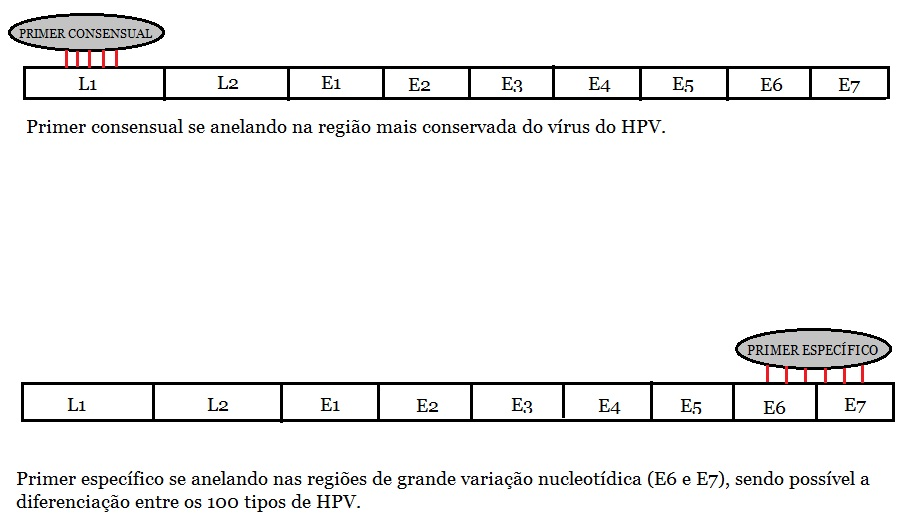 PRIMER CONSENSUAL
L1 L2 E1 E2 E3 E4 E5 E6 E7
Primer consensual se anelando na região mais conservada do vírus do HPV.
PRIMER ESPECÍFICO
L1 L2 E1 E2 E3 E4 E5 E6 E7
Primer específico se anelando nas regiões de grande variação nucleotídica (E6 e E7), sendo possível a
diferenciação entre os 100 tipos de HPV.